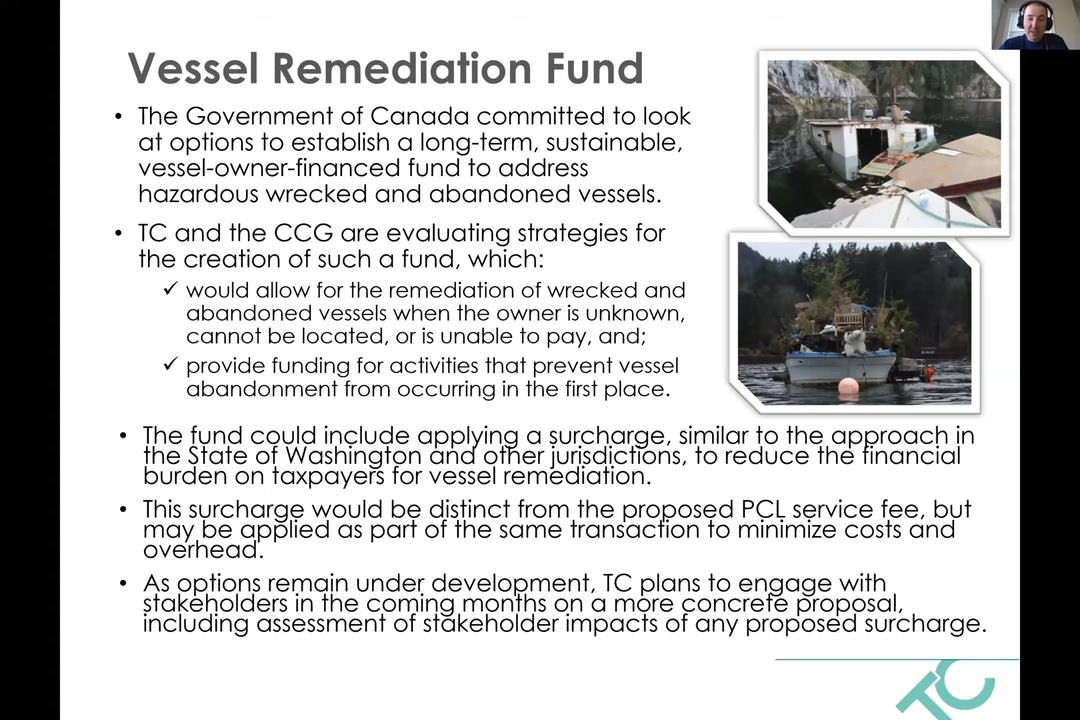 Vessel Remediation Fund
• The Government of Canada committed to look
at options to establish a long-term, sustainable,
vessel-owner-financed fund to address
hazardous wrecked and abandoned vessels.
• TC and the CCG are evaluating strategies for
the creation of such a fund, which:
✓ would allow for the remediation of wrecked and
abandoned vessels when the owner is unknown,
cannot be located, or is unable to pay, and;
✓ provide funding for activities that prevent vessel
abandonment from occurring in the first place.
• The fund could include applying a surcharge, similar to the approach in
the State of Washington and other jurisdictions, to reduce the financial
burden on taxpayers for vessel remediation.
• This surcharge would be distinct from the proposed PCL service fee, but
may be applied as part of the same transaction to minimize costs and
overhead.
• As options remain under development, TC plans to engage with
stakeholders in the coming months on a more concrete proposal,
including assessment of stakeholder impacts of any proposed surcharge.
TC